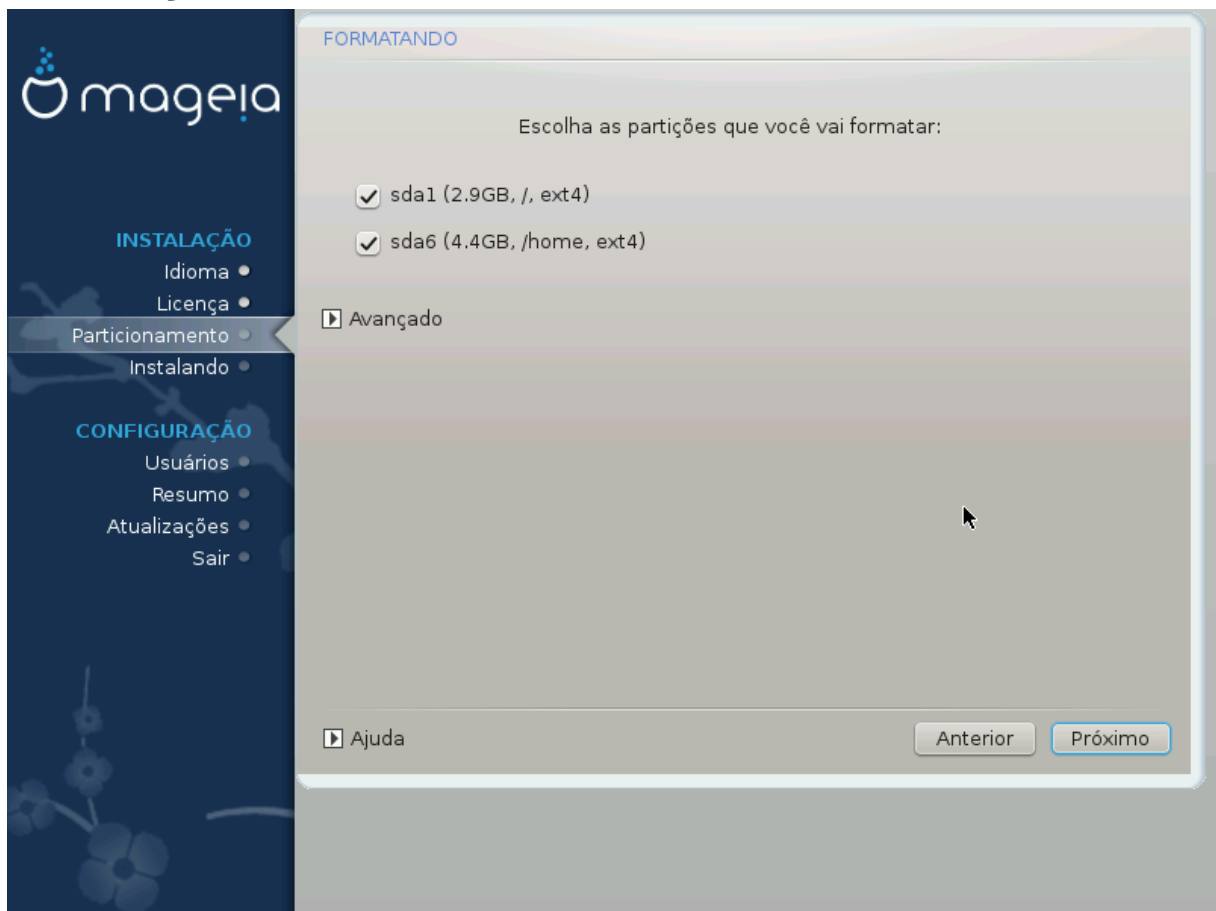 mageia
INSTALAÇÃO
Idioma
Licença
Particionamento
Instalando
CONFIGURAÇÃO
Usuários
Resumo
Atualizações
Sair
FORMATANDO
Escolha as partições que você vai formatar:
sda1 (2.9GB, /, ext4)
sda6 (4.4GB, /home, ext4)
Avançado
Ajuda
Anterior
Próximo